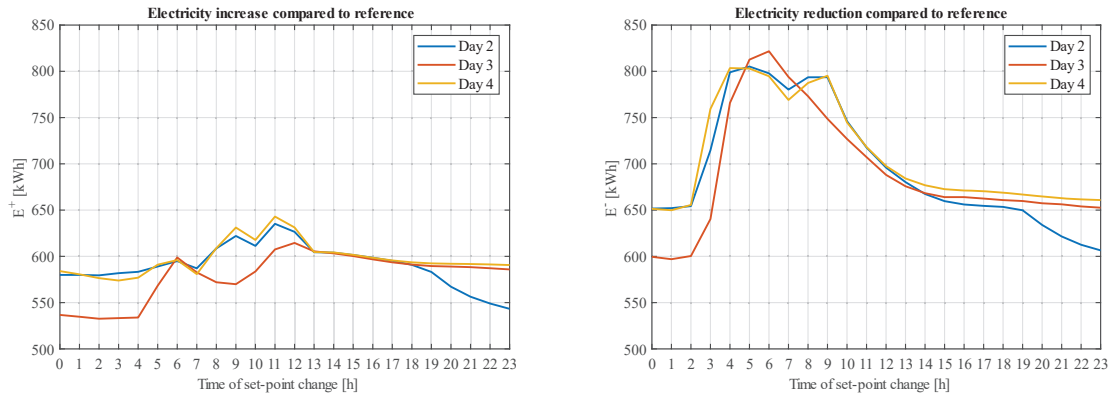 Electricity increase compared to reference
850
800
750
700
650
600
550
500
E+ [kWh]
0 1 2 3 4 5 6 7 8 9 10 11 12 13 14 15 16 17 18 19 20 21 22 23
Time of set-point change [h]
Day 2
Day 3
Day 4
Electricity reduction compared to reference
850
800
750
700
650
600
550
500
E- [kWh]
0 1 2 3 4 5 6 7 8 9 10 11 12 13 14 15 16 17 18 19 20 21 22 23
Time of set-point change [h]
Day 2
Day 3
Day 4